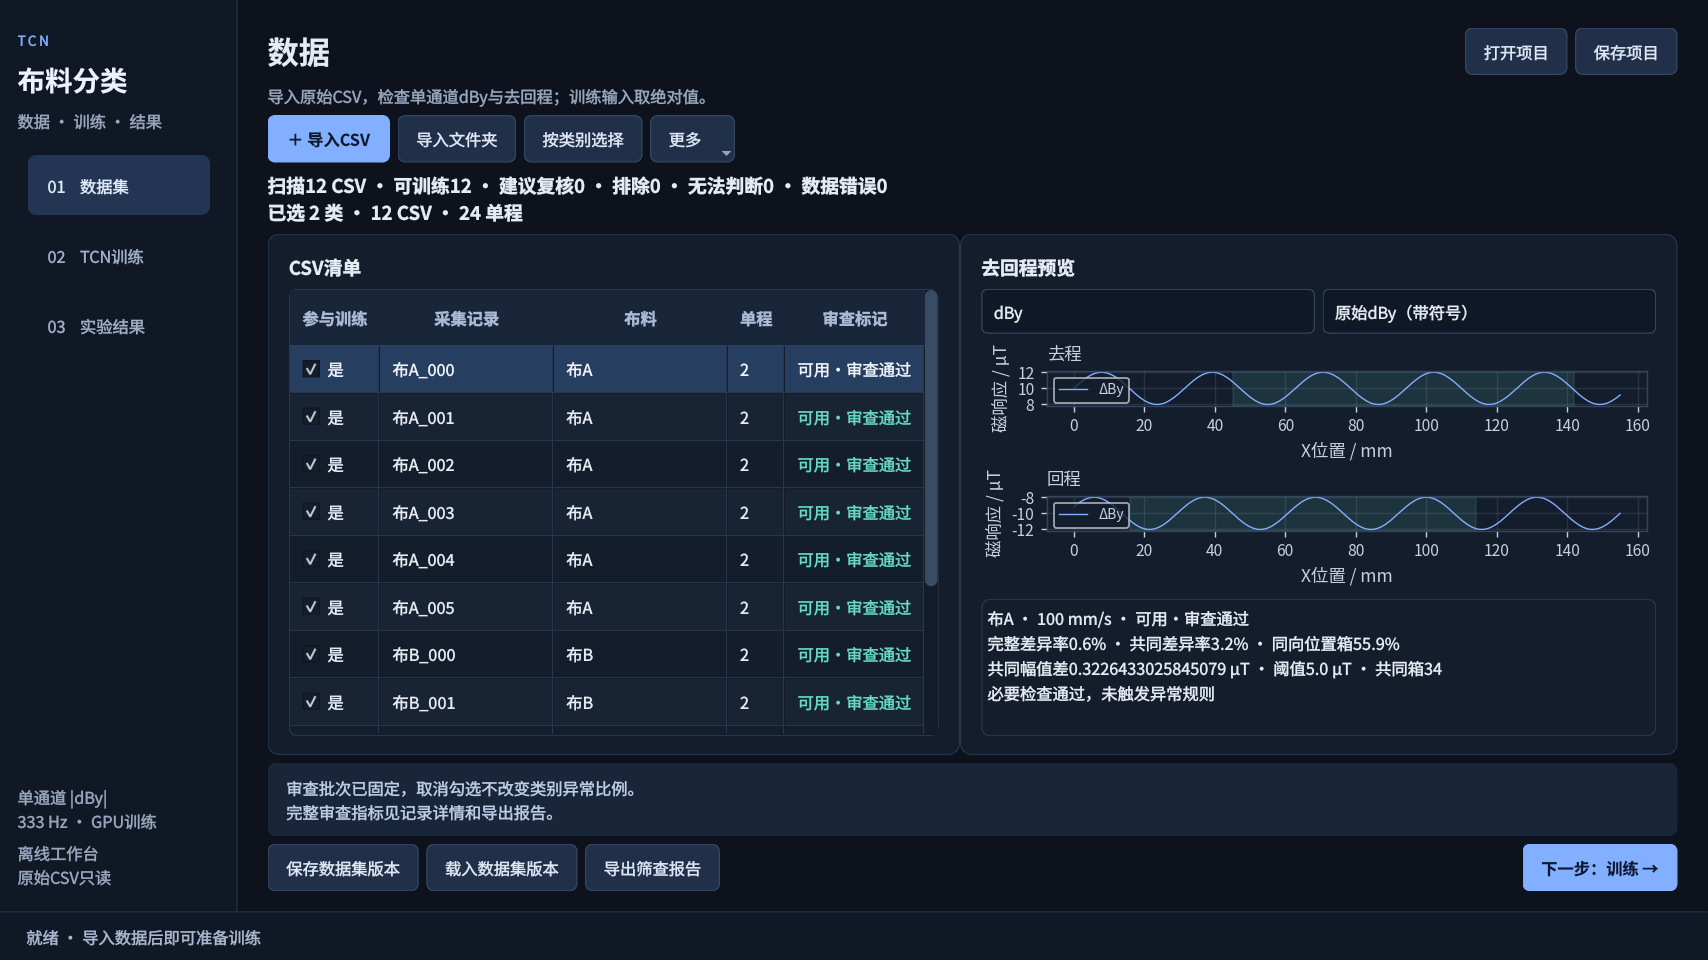 TCN
布料分类
数据 · 训练 · 结果
01 数据集
02 TCN训练
03 实验结果
单通道 |dBy|
333 Hz · GPU训练
离线工作台
原始CSV只读
数据
导入原始CSV，检查单通道dBy与去回程；训练输入取绝对值。
打开项目
保存项目
＋ 导入CSV
导入文件夹
按类别选择
更多
扫描12 CSV · 可训练12 · 建议复核0 · 排除0 · 无法判断0 · 数据错误0
已选 2 类 · 12 CSV · 24 单程
CSV清单
参与训练 采集记录 布料 单程 审查标记
是 布A_000 布A 2 可用·审查通过
是 布A_001 布A 2 可用·审查通过
是 布A_002 布A 2 可用·审查通过
是 布A_003 布A 2 可用·审查通过
是 布A_004 布A 2 可用·审查通过
是 布A_005 布A 2 可用·审查通过
是 布B_000 布B 2 可用·审查通过
是 布B_001 布B 2 可用·审查通过
去回程预览
dBy
原始dBy（带符号）
去程
磁响应 / μT
12
10
8
ΔBy
0 20 40 60 80 100 120 140 160
X位置 / mm
回程
磁响应 / μT
-8
-10
-12
ΔBy
0 20 40 60 80 100 120 140 160
X位置 / mm
布A · 100 mm/s · 可用·审查通过
完整差异率0.6% · 共同差异率3.2% · 同向位置箱55.9%
共同幅值差0.3226433025845079 μT · 阈值5.0 μT · 共同箱34
必要检查通过，未触发异常规则
审查批次已固定，取消勾选不改变类别异常比例。
完整审查指标见记录详情和导出报告。
保存数据集版本
载入数据集版本
导出筛查报告
下一步：训练 →
就绪 · 导入数据后即可准备训练